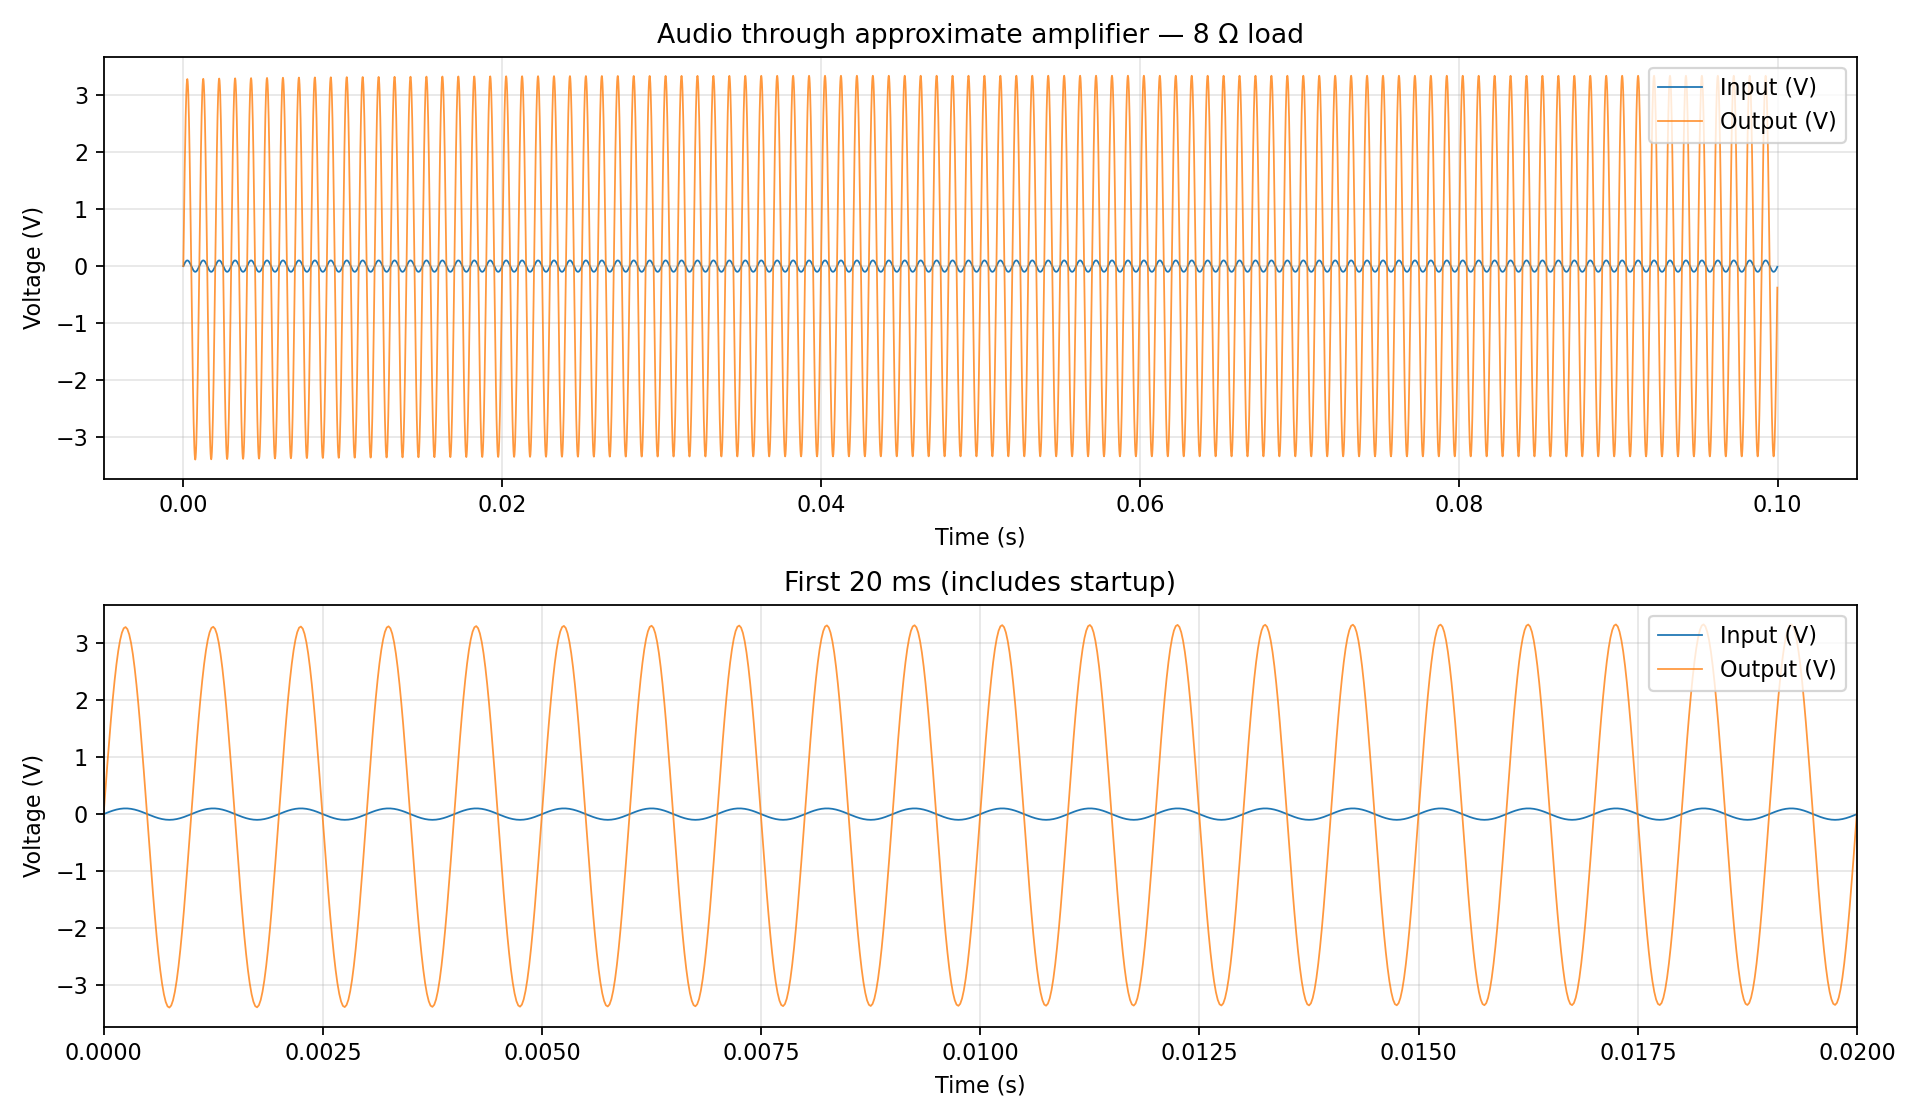 Audio through approximate amplifier — 8 Ω load
Voltage (V)
3
2
1
0
−1
−2
−3
Input (V)
Output (V)
0.00 0.02 0.04 0.06 0.08 0.10
Time (s)
First 20 ms (includes startup)
Voltage (V)
3
2
1
0
−1
−2
−3
Input (V)
Output (V)
0.0000 0.0025 0.0050 0.0075 0.0100 0.0125 0.0150 0.0175 0.0200
Time (s)